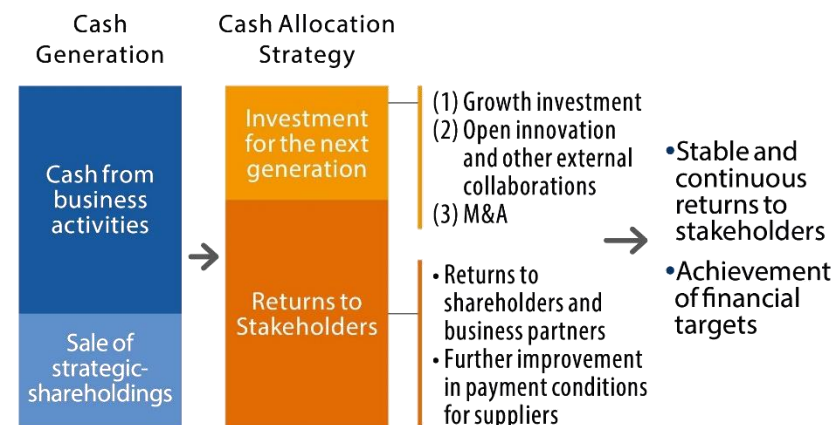 Cash
Generation
Cash Allocation
Strategy
Cash from
business
activities
Sale of
strategic-
shareholdings
Investment
for the next
generation
Returns to
Stakeholders
(1) Growth investment
(2) Open innovation
and other external
collaborations
(3) M&A
• Returns to
shareholders and
business partners
• Further improvement
in payment conditions
for suppliers
•Stable and
continuous
returns to
stakeholders
•Achievement
of financial
targets